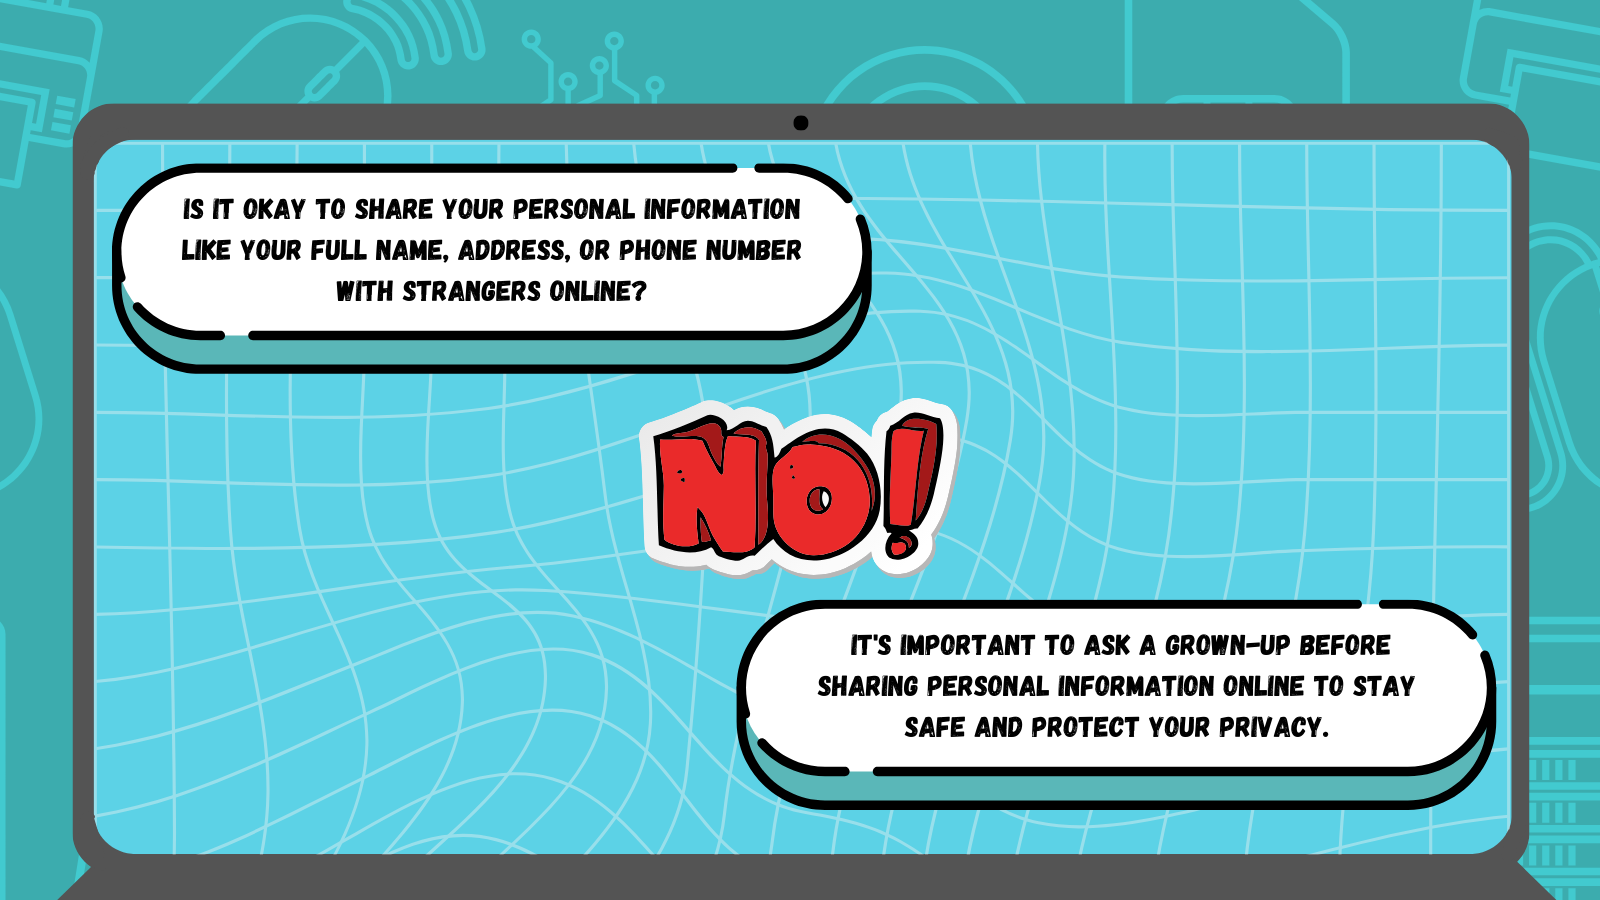 IS IT OKAY TO SHARE YOUR PERSONAL INFORMATION
LIKE YOUR FULL NAME, ADDRESS, OR PHONE NUMBER
WITH STRANGERS ONLINE?
NO!
IT'S IMPORTANT TO ASK A GROWN-UP BEFORE
SHARING PERSONAL INFORMATION ONLINE TO STAY
SAFE AND PROTECT YOUR PRIVACY.